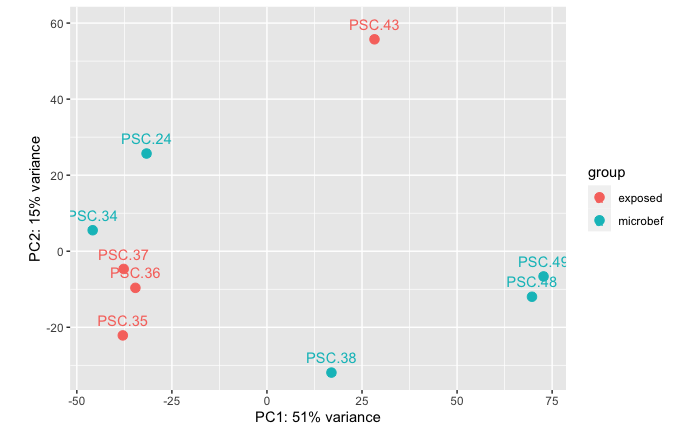 60
40
20
0
-20
PC2: 15% variance
PSC.43
PSC.24
PSC.34
PSC.37
PSC.36
PSC.35
PSC.49
PSC.48
PSC.38
-50
-25
0
25
50
75
PC1: 51% variance
group
exposed
microbef